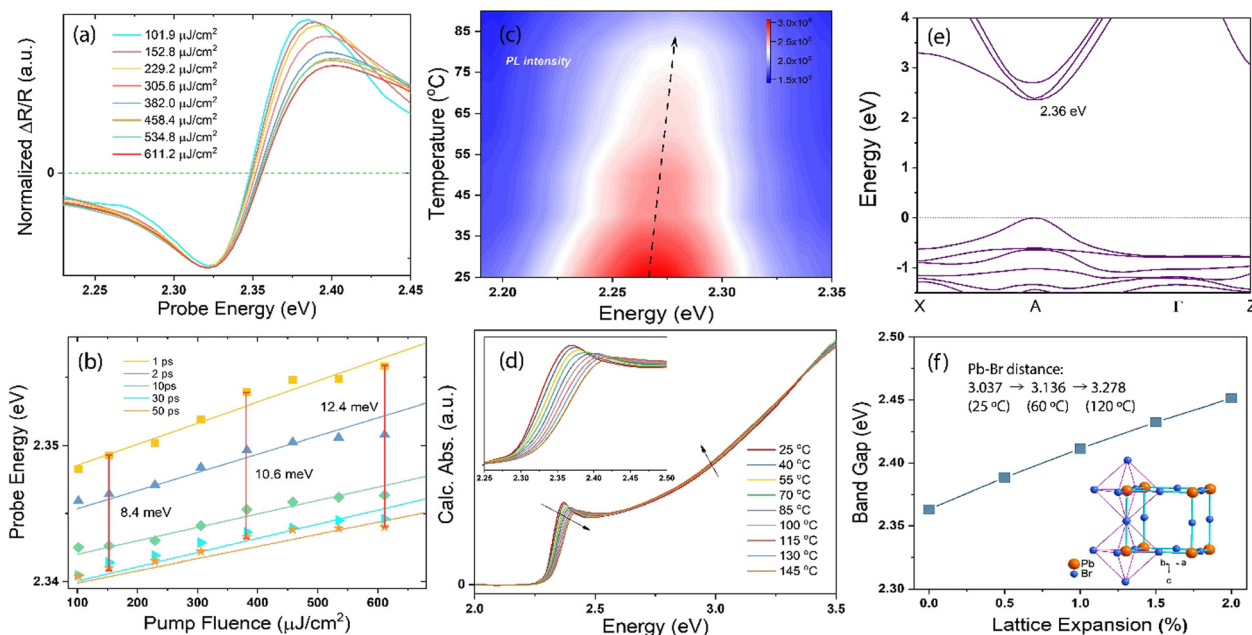 (a)
101.9 μJ/cm²
152.8 μJ/cm²
229.2 μJ/cm²
305.6 μJ/cm²
382.0 μJ/cm²
458.4 μJ/cm²
534.8 μJ/cm²
611.2 μJ/cm²
Normalized ΔR/R (a.u.)
0
2.25 2.30 2.35 2.40 2.45
Probe Energy (eV)
(c)
PL intensity
3.0x10⁵
2.0x10⁵
Temperature (°C)
85
75
65
55
45
35
25
2.20 2.25 2.30 2.35
Energy (eV)
(e)
2.36 eV
Energy (eV)
4
3
2
1
0
-1
X A Γ Z
(b)
1 ps
2 ps
10ps
30 ps
50 ps
8.4 meV
10.6 meV
12.4 meV
Probe Energy (eV)
2.35
2.34
100 200 300 400 500 600
Pump Fluence (μJ/cm²)
(d)
2.25 2.30 2.35 2.40 2.45 2.50
25 °C
40 °C
55 °C
70 °C
85 °C
100 °C
115 °C
130 °C
145 °C
Calc. Abs. (a.u.)
0
2.0 2.5 3.0 3.5
Energy (eV)
(f)
Pb-Br distance:
3.037 → 3.136 → 3.278
(25 °C) (60 °C) (120 °C)
Band Gap (eV)
2.50
2.45
2.40
2.35
2.30
Pb
Br
b a
c
0.0 0.5 1.0 1.5 2.0
Lattice Expansion (%)